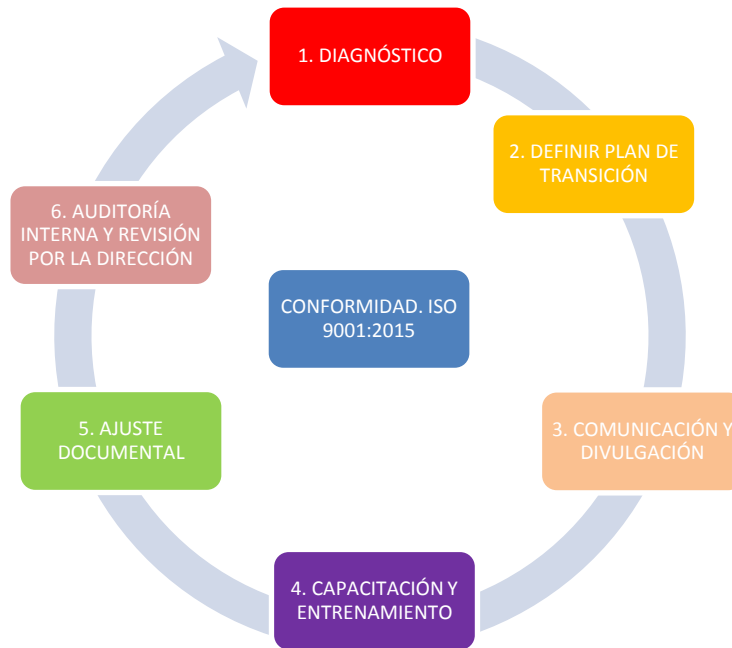 1. DIAGNÓSTICO
2. DEFINIR PLAN DE
TRANSICIÓN
3. COMUNICACIÓN Y
DIVULGACIÓN
4. CAPACITACIÓN Y
ENTRENAMIENTO
5. AJUSTE
DOCUMENTAL
6. AUDITORÍA
INTERNA Y REVISIÓN
POR LA DIRECCIÓN
CONFORMIDAD. ISO
9001:2015